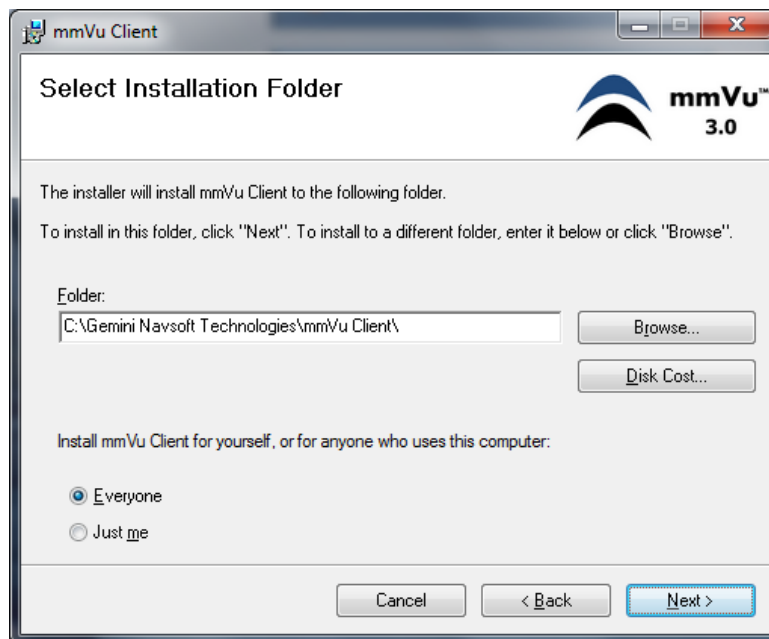 mmVu Client
Select Installation Folder
mmVu™
3.0
The installer will install mmVu Client to the following folder.
To install in this folder, click "Next". To install to a different folder, enter it below or click "Browse".
Folder:
C:\Gemini Navsoft Technologies\mmVu Client\
Browse...
Disk Cost...
Install mmVu Client for yourself, or for anyone who uses this computer:
Everyone
Just me
Cancel
< Back
Next >